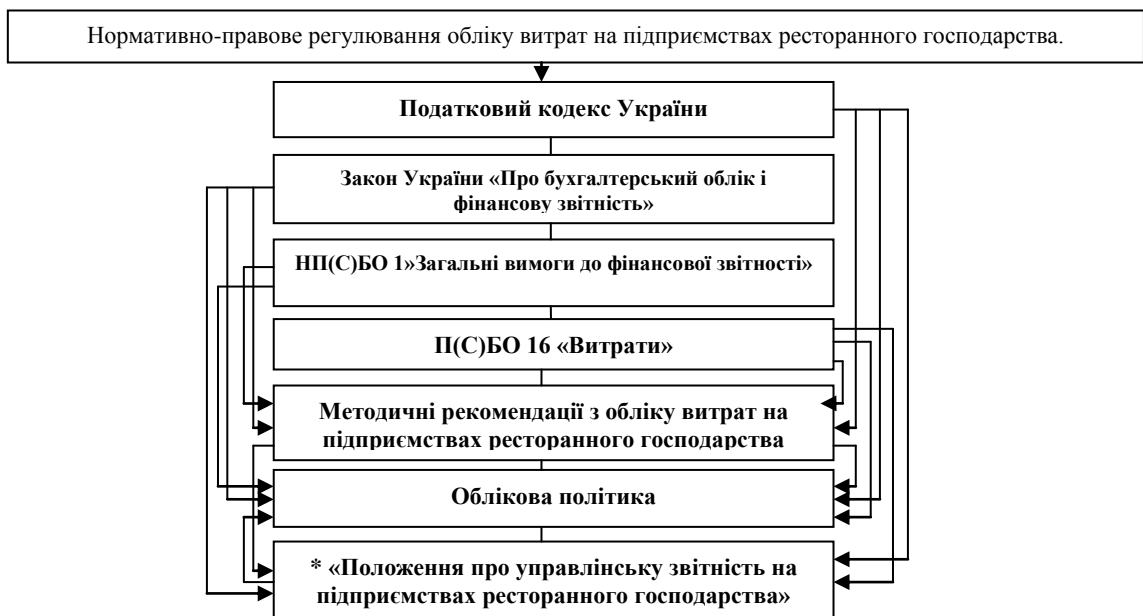 Нормативно-правове регулювання обліку витрат на підприємствах ресторанного господарства.
Податковий кодекс України
Закон України «Про бухгалтерський облік і
фінансову звітність»
НП(С)БО 1»Загальні вимоги до фінансової звітності»
П(С)БО 16 «Витрати»
Методичні рекомендації з обліку витрат на
підприємствах ресторанного господарства
Облікова політика
* «Положення про управлінську звітність на
підприємствах ресторанного господарства»